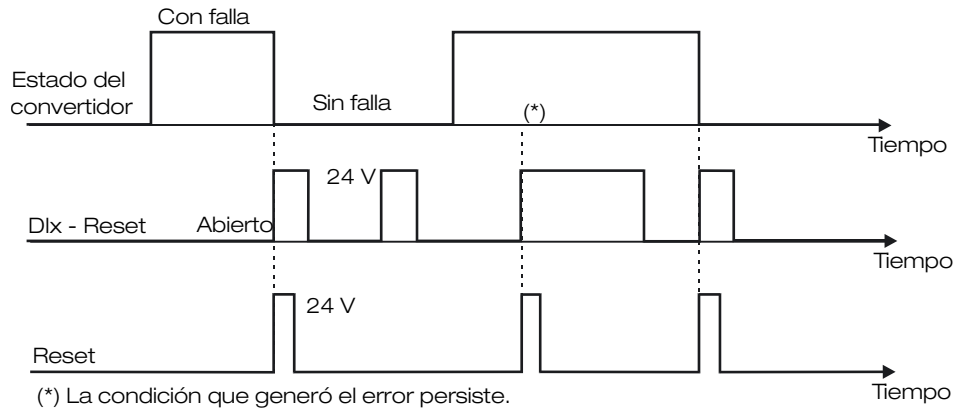 Con falla
Estado del
convertidor
Sin falla
(*)
Tiempo
24 V
DIx - Reset
Abierto
Tiempo
24 V
Reset
Tiempo
(*) La condición que generó el error persiste.